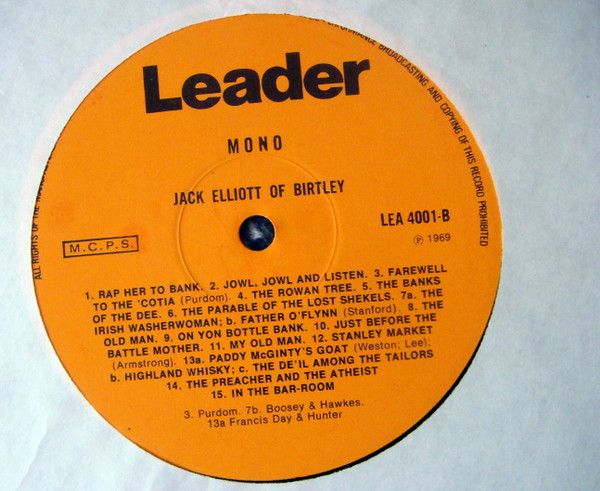 Leader
MONO
JACK ELLIOTT OF BIRTLEY
LEA 4001-B
M.C.P.S.
℗ 1969
1. RAP HER TO BANK. 2. JOWL, JOWL AND LISTEN. 3. FAREWELL
TO THE 'COTIA (Purdom). 4. THE ROWAN TREE. 5. THE BANKS
OF THE DEE. 6. THE PARABLE OF THE LOST SHEKELS. 7a. THE
IRISH WASHERWOMAN; b. FATHER O'FLYNN (Stanford). 8. THE
OLD MAN. 9. ON YON BOTTLE BANK. 10. JUST BEFORE THE
BATTLE MOTHER. 11. MY OLD MAN. 12. STANLEY MARKET
(Armstrong). 13a. PADDY McGINTY'S GOAT (Weston; Lee);
b. HIGHLAND WHISKY; c. THE DE'IL AMONG THE TAILORS
14. THE PREACHER AND THE ATHEIST
15. IN THE BAR-ROOM
3. Purdom. 7b. Boosey & Hawkes.
13a Francis Day & Hunter
ALL RIGHTS OF THE
BROADCASTING AND COPYING OF THIS RECORD PROHIBITED